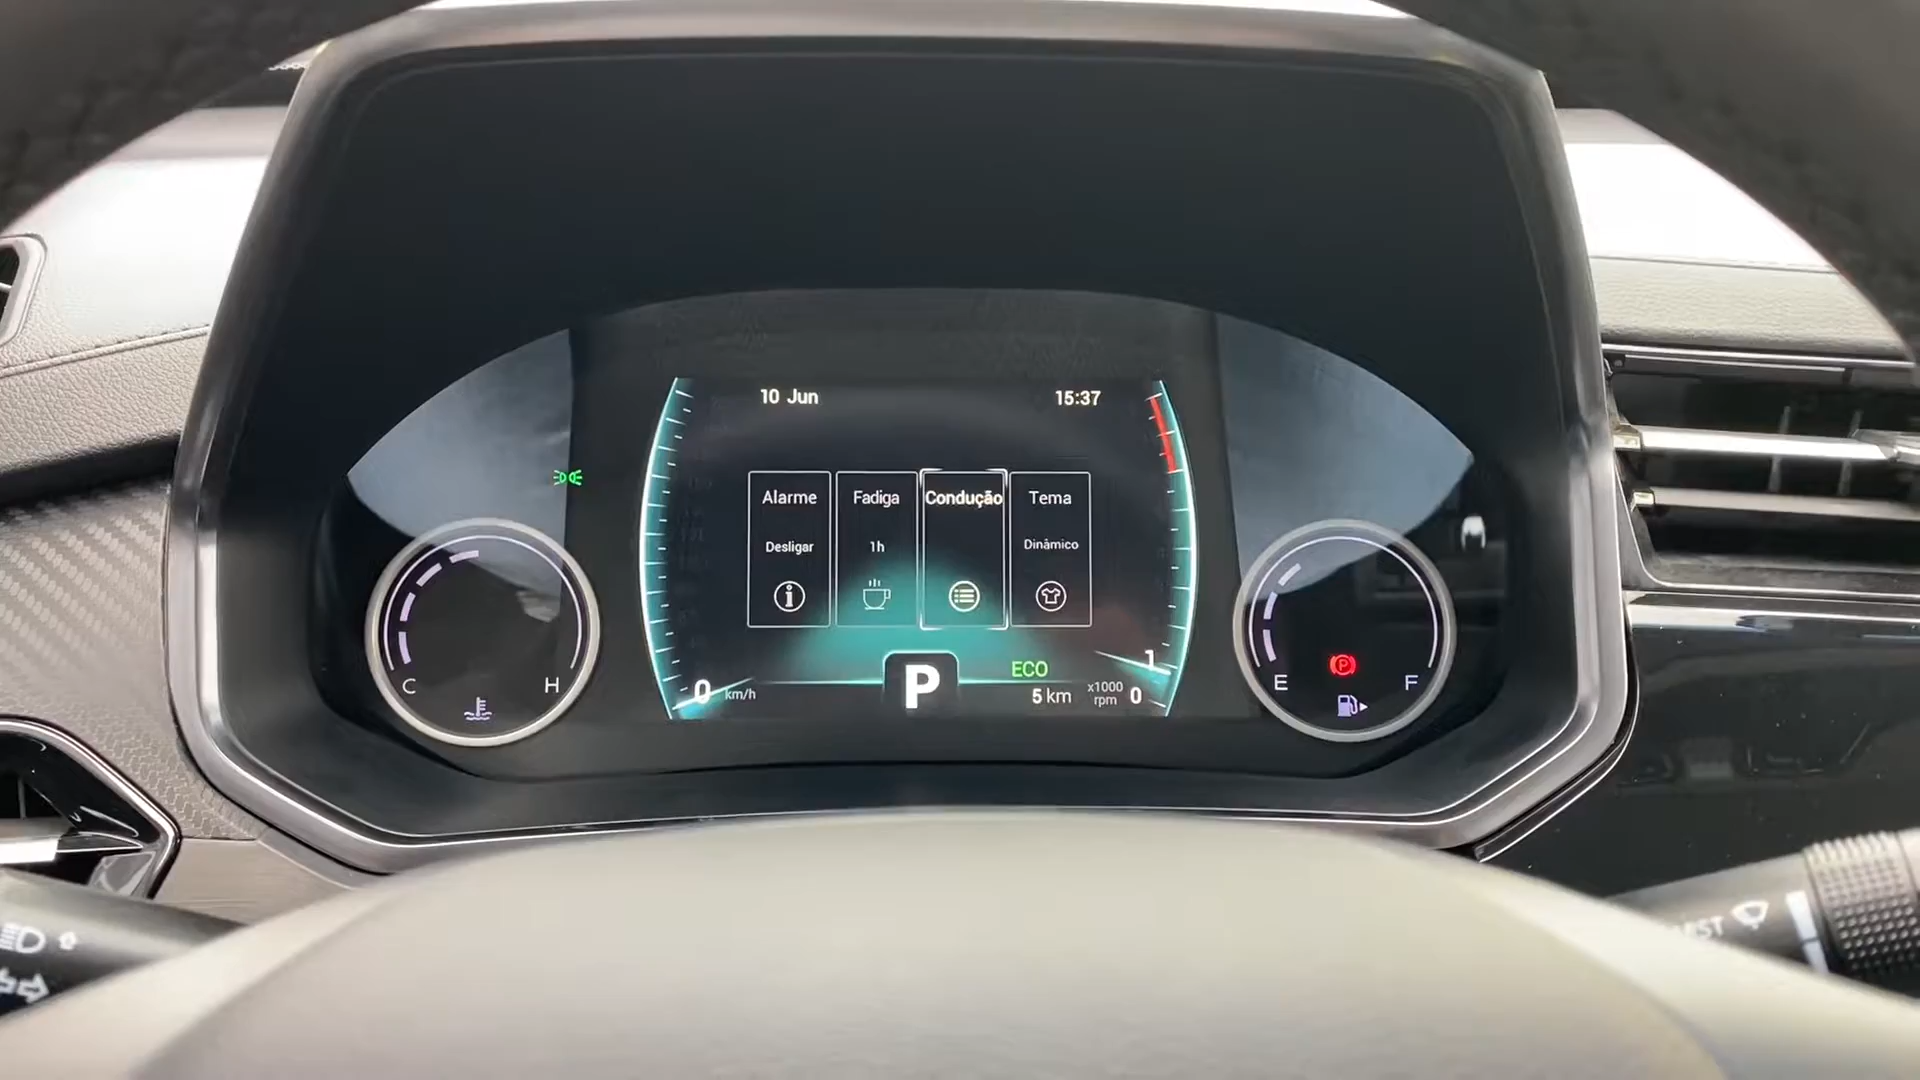 10 Jun
15:37
Alarme
Fadiga
Condução
Tema
Desligar
1h
Dinâmico
ECO
P
0 km/h
5 km
x1000
rpm
0
1
C
H
E
F
P